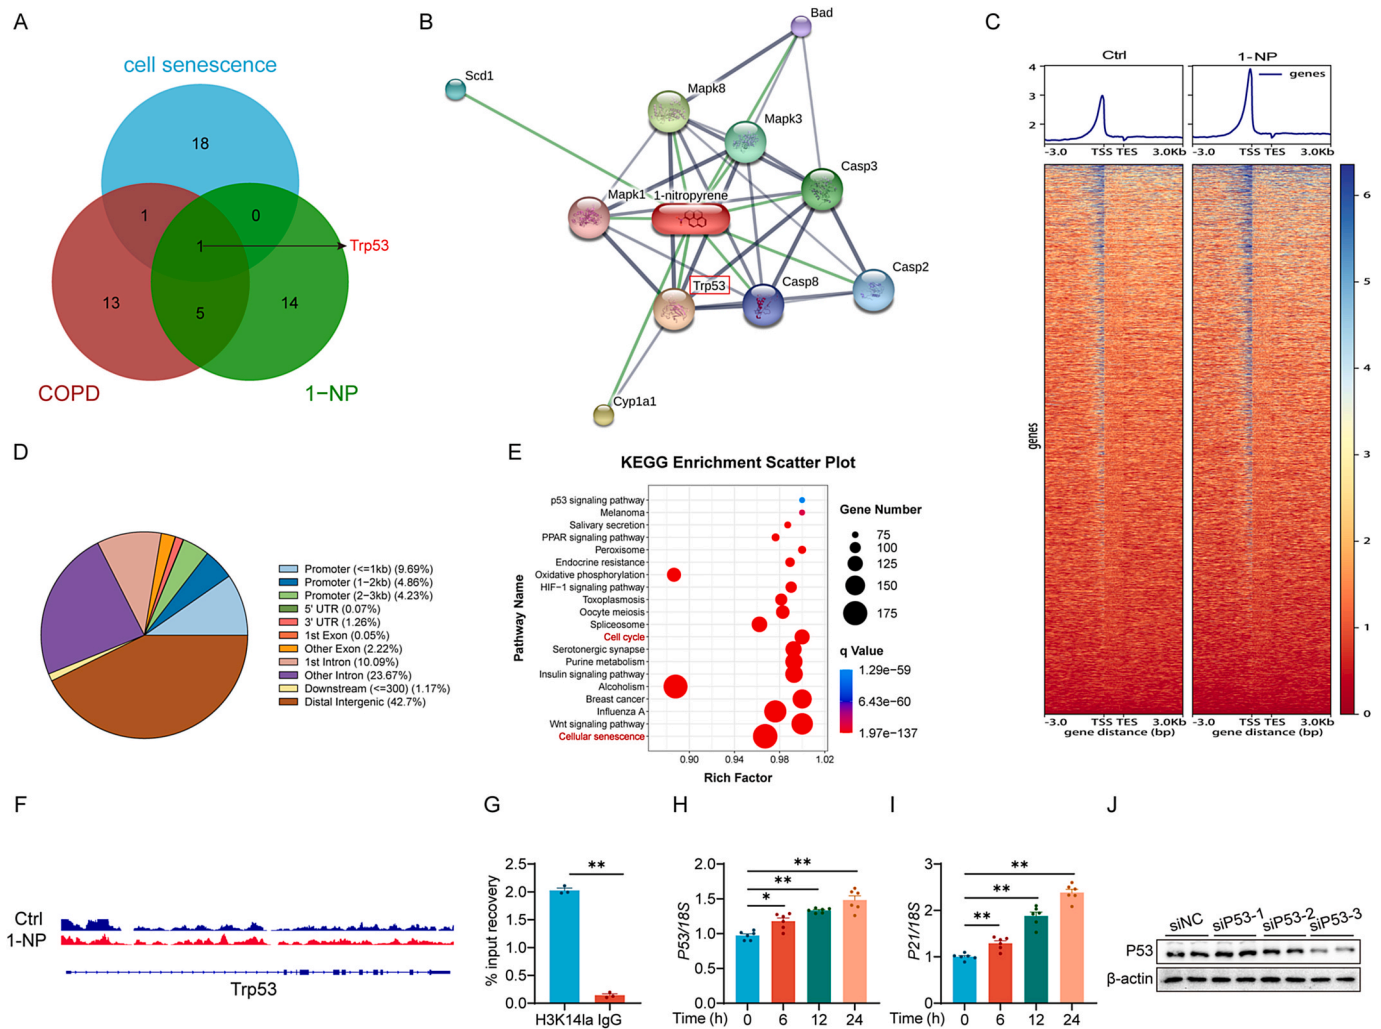 A
cell senescence
18
1
0
1
Trp53
13
5
14
COPD
1−NP
B
Bad
Scd1
Mapk8
Mapk3
Casp3
Mapk1
1-nitropyrene
Casp2
Trp53
Casp8
Cyp1a1
C
Ctrl
1-NP
genes
4
3
2
-3.0 TSS TES 3.0Kb
-3.0 TSS TES 3.0Kb
genes
-3.0 TSS TES 3.0Kb
gene distance (bp)
-3.0 TSS TES 3.0Kb
gene distance (bp)
6
5
4
3
2
1
0
D
Promoter (<=1kb) (9.69%)
Promoter (1−2kb) (4.86%)
Promoter (2−3kb) (4.23%)
5' UTR (0.07%)
3' UTR (1.26%)
1st Exon (0.05%)
Other Exon (2.22%)
1st Intron (10.09%)
Other Intron (23.67%)
Downstream (<=300) (1.17%)
Distal Intergenic (42.7%)
E
KEGG Enrichment Scatter Plot
Pathway Name
p53 signaling pathway
Melanoma
Salivary secretion
PPAR signaling pathway
Peroxisome
Endocrine resistance
Oxidative phosphorylation
HIF−1 signaling pathway
Toxoplasmosis
Oocyte meiosis
Spliceosome
Cell cycle
Serotonergic synapse
Purine metabolism
Insulin signaling pathway
Alcoholism
Breast cancer
Influenza A
Wnt signaling pathway
Cellular senescence
0.90 0.94 0.98 1.02
Rich Factor
Gene Number
75
100
125
150
175
q Value
1.29e−59
6.43e−60
1.97e−137
F
Ctrl
1-NP
Trp53
G
% input recovery
2.5
2.0
1.5
1.0
0.5
0.0
**
H3K14la IgG
H
P53/18S
2.0
1.5
1.0
0.5
0.0
**
**
*
Time (h) 0 6 12 24
I
P21/18S
3
2
1
0
**
**
**
Time (h) 0 6 12 24
J
siNC siP53-1 siP53-2 siP53-3
P53
β-actin